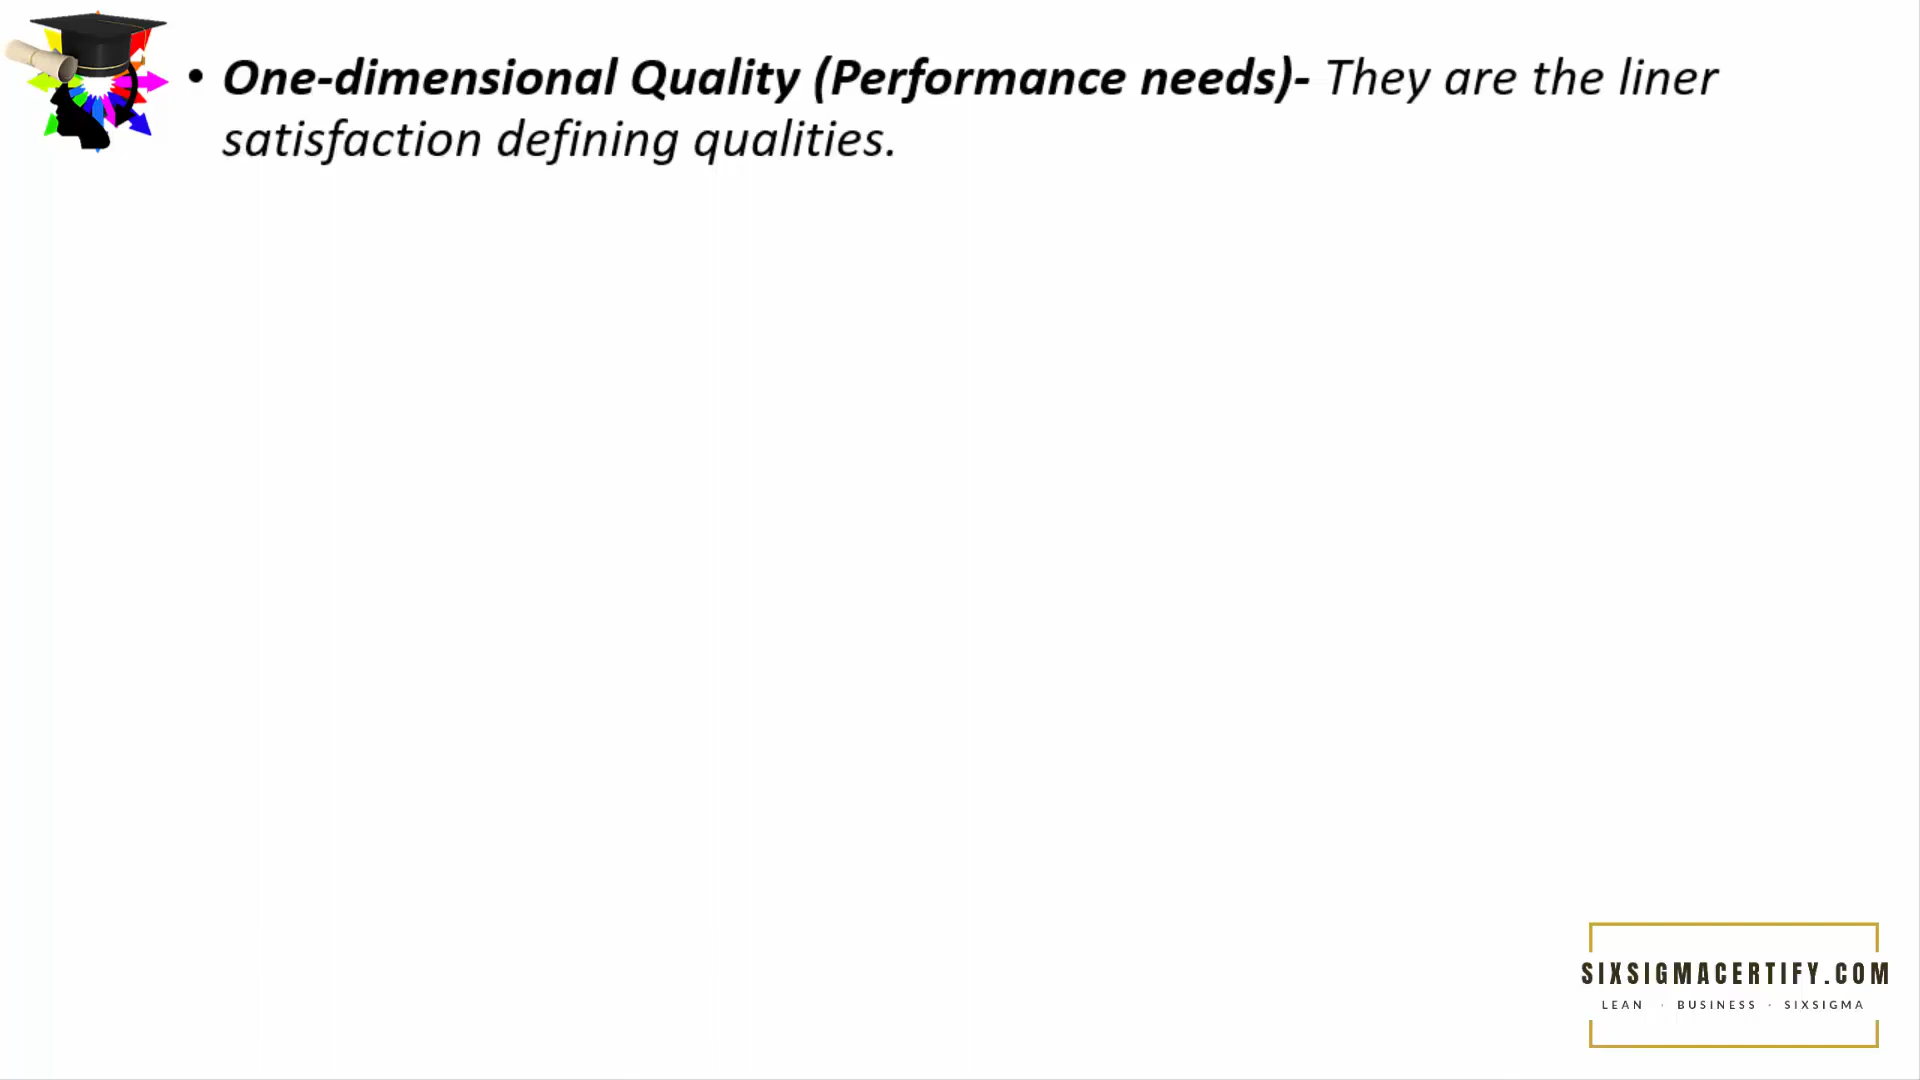 • One-dimensional Quality (Performance needs)- They are the liner
satisfaction defining qualities.
SIXSIGMACERTIFY.COM
LEAN · BUSINESS · SIXSIGMA